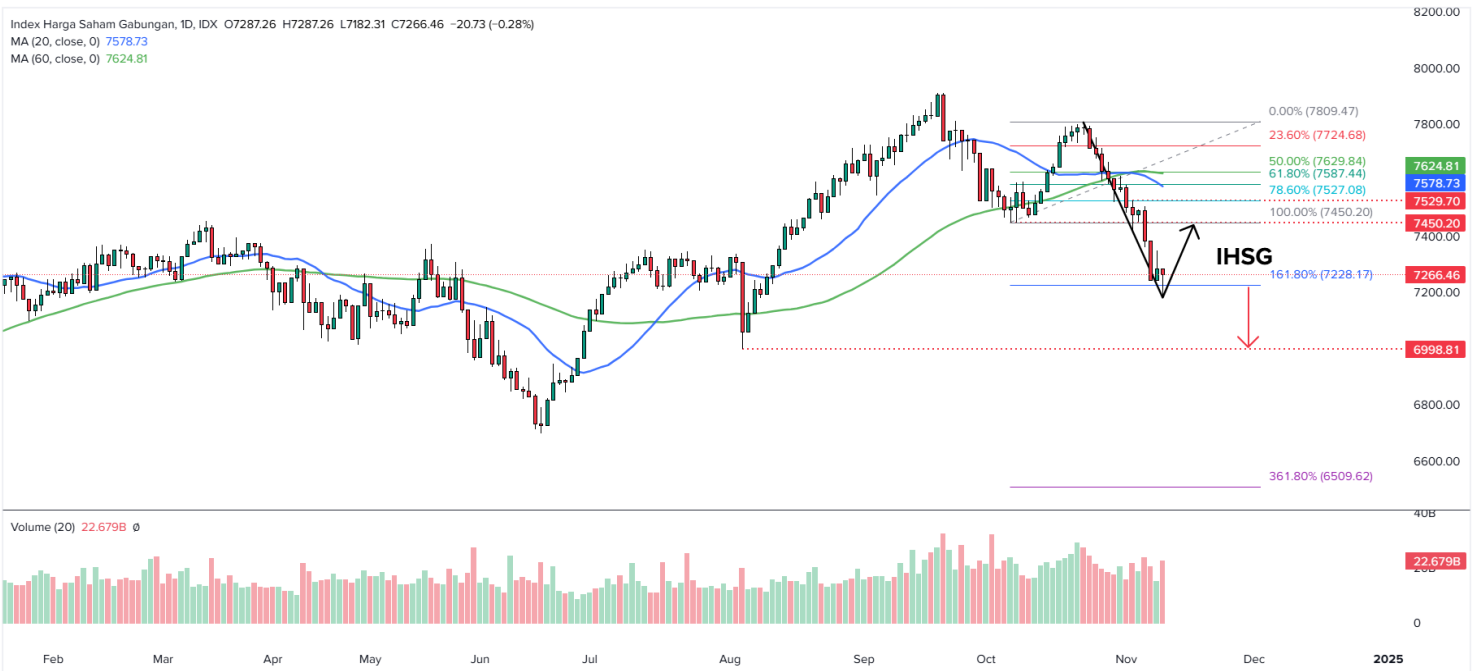 Index Harga Saham Gabungan, 1D, IDX O7287.26 H7287.26 L7182.31 C7266.46 −20.73 (−0.28%)
MA (20, close, 0) 7578.73
MA (60, close, 0) 7624.81
8200.00
8000.00
7800.00
7624.81
7578.73
7529.70
7450.20
7400.00
7266.46
7200.00
6998.81
6800.00
6600.00
0.00% (7809.47)
23.60% (7724.68)
50.00% (7629.84)
61.80% (7587.44)
78.60% (7527.08)
100.00% (7450.20)
IHSG
161.80% (7228.17)
361.80% (6509.62)
Volume (20) 22.679B ø
40B
22.679B
20B
0
Feb Mar Apr May Jun Jul Aug Sep Oct Nov Dec 2025